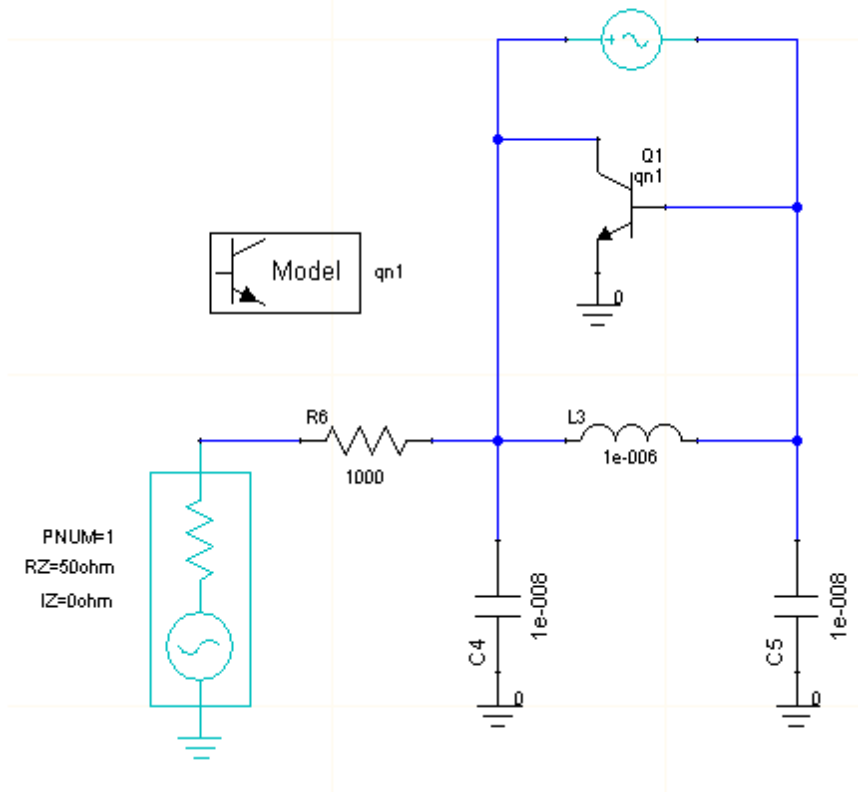 Q1
qn1
0
Model
qn1
R6
1000
L3
1e-006
PNUM=1
RZ=50ohm
IZ=0ohm
C4
1e-008
C5
1e-008
0
0